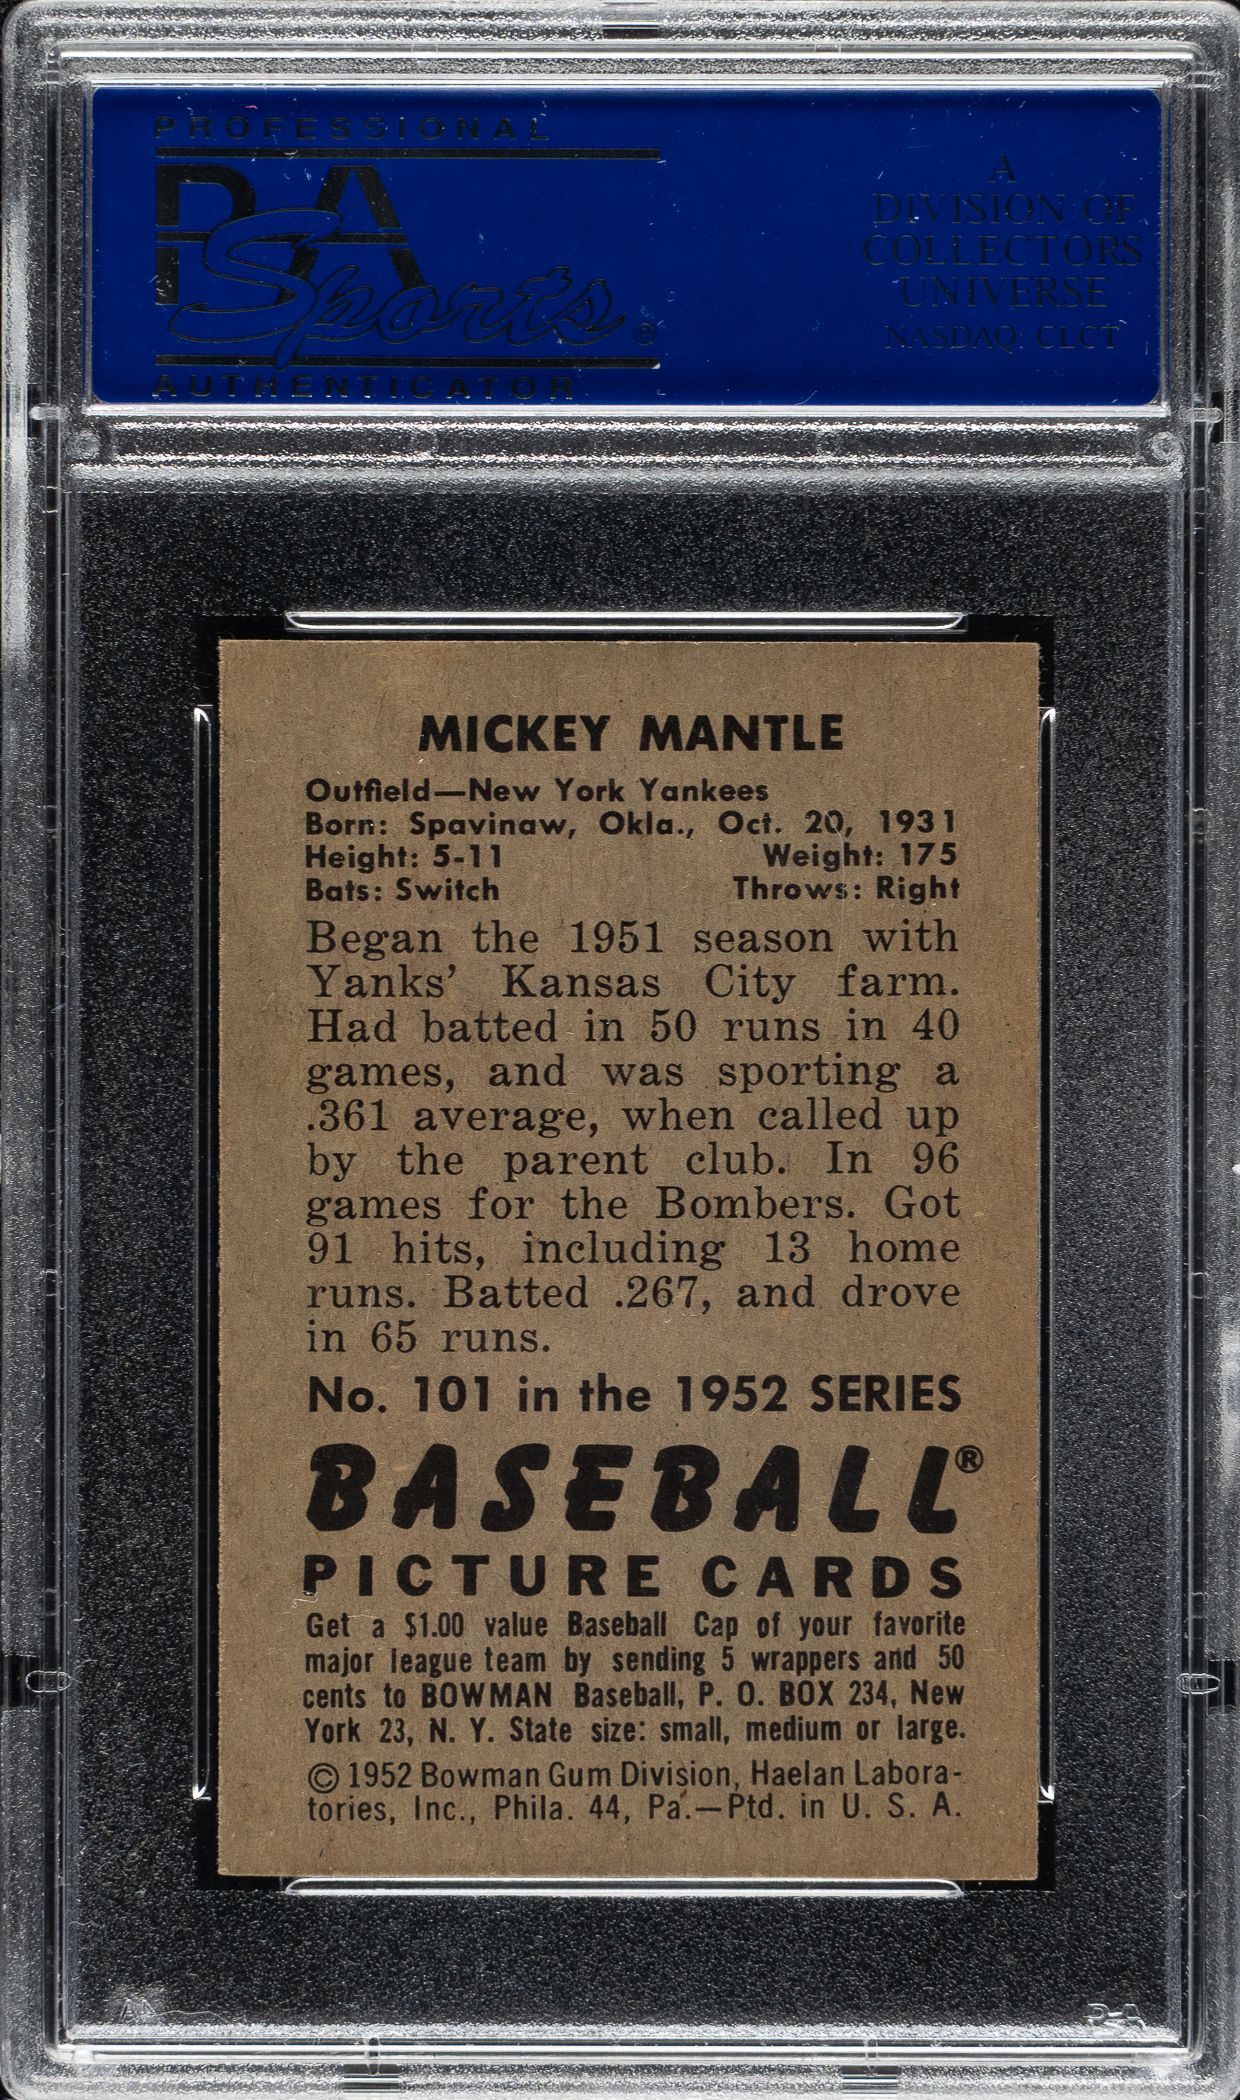 PROFESSIONAL
PSA
Sports®
AUTHENTICATOR
A
DIVISION OF
COLLECTORS
UNIVERSE
NASDAQ: CLCT
MICKEY MANTLE
Outfield—New York Yankees
Born: Spavinaw, Okla., Oct. 20, 1931
Height: 5-11 Weight: 175
Bats: Switch Throws: Right
Began the 1951 season with
Yanks' Kansas City farm.
Had batted in 50 runs in 40
games, and was sporting a
.361 average, when called up
by the parent club. In 96
games for the Bombers. Got
91 hits, including 13 home
runs. Batted .267, and drove
in 65 runs.
No. 101 in the 1952 SERIES
BASEBALL®
PICTURE CARDS
Get a $1.00 value Baseball Cap of your favorite
major league team by sending 5 wrappers and 50
cents to BOWMAN Baseball, P. O. BOX 234, New
York 23, N. Y. State size: small, medium or large.
© 1952 Bowman Gum Division, Haelan Labora-
tories, Inc., Phila. 44, Pa.—Ptd. in U. S. A.